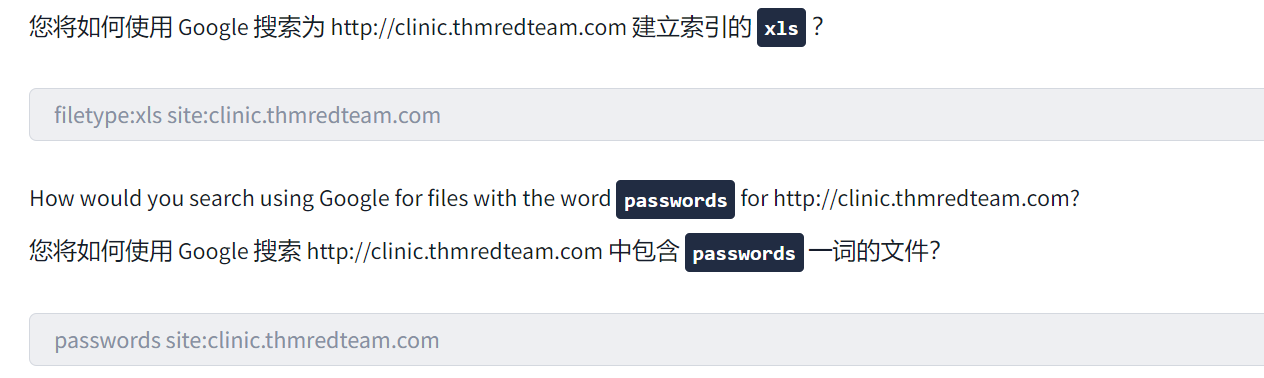 您将如何使用 Google 搜索为 http://clinic.thmredteam.com 建立索引的 xls ？
filetype:xls site:clinic.thmredteam.com
How would you search using Google for files with the word passwords for http://clinic.thmredteam.com?
您将如何使用 Google 搜索 http://clinic.thmredteam.com 中包含 passwords 一词的文件?
passwords site:clinic.thmredteam.com